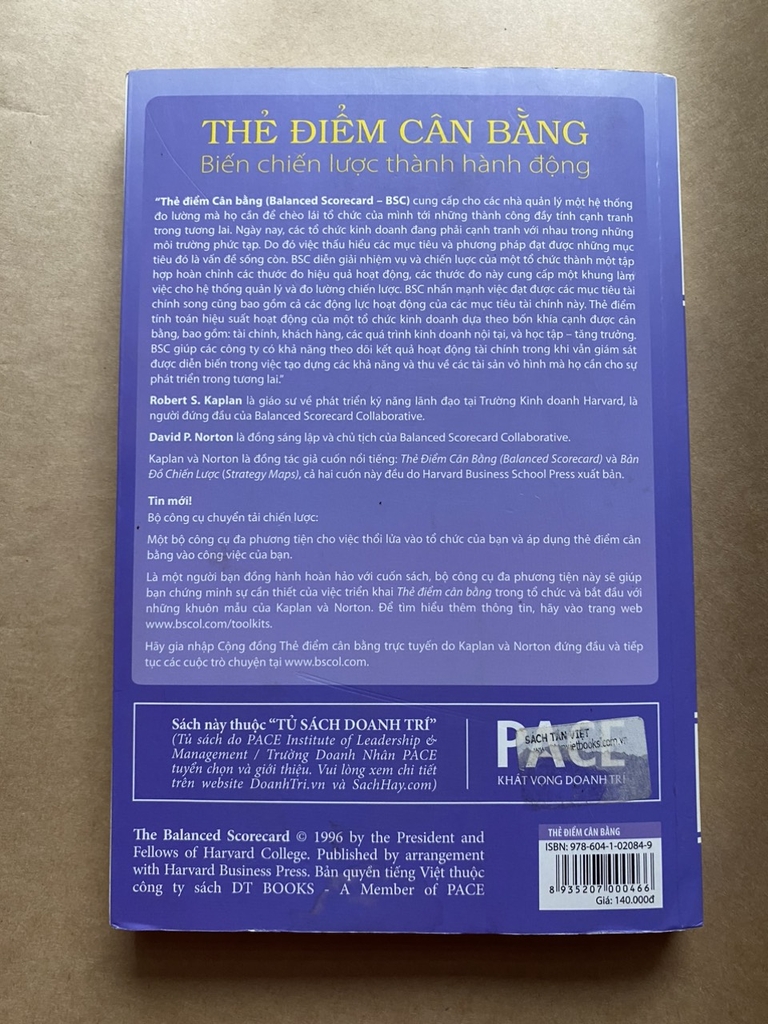 THẺ ĐIỂM CÂN BẰNG
Biến chiến lược thành hành động
“Thẻ điểm Cân bằng (Balanced Scorecard – BSC) cung cấp cho các nhà quản lý một hệ thống
đo lường mà họ cần để chèo lái tổ chức của mình tới những thành công đầy tính cạnh tranh
trong tương lai. Ngày nay, các tổ chức kinh doanh đang phải cạnh tranh với nhau trong những
môi trường phức tạp. Do đó việc thấu hiểu các mục tiêu và phương pháp đạt được những mục
tiêu đó là vấn đề sống còn. BSC diễn giải nhiệm vụ và chiến lược của một tổ chức thành một tập
hợp hoàn chỉnh các thước đo hiệu quả hoạt động, các thước đo này cung cấp một khung làm
việc cho hệ thống quản lý và đo lường chiến lược. BSC nhấn mạnh việc đạt được các mục tiêu tài
chính song cũng bao gồm cả các động lực hoạt động của các mục tiêu tài chính này. Thẻ điểm
tính toán hiệu suất hoạt động của một tổ chức kinh doanh dựa theo bốn khía cạnh được cân
bằng, bao gồm: tài chính, khách hàng, các quá trình kinh doanh nội tại, và học tập – tăng trưởng.
BSC giúp các công ty có khả năng theo dõi kết quả hoạt động tài chính trong khi vẫn giám sát
được diễn biến trong việc tạo dựng các khả năng và thu về các tài sản vô hình mà họ cần cho sự
phát triển trong tương lai.”
Robert S. Kaplan là giáo sư về phát triển kỹ năng lãnh đạo tại Trường Kinh doanh Harvard, là
người đứng đầu của Balanced Scorecard Collaborative.
David P. Norton là đồng sáng lập và chủ tịch của Balanced Scorecard Collaborative.
Kaplan và Norton là đồng tác giả cuốn nổi tiếng: Thẻ Điểm Cân Bằng (Balanced Scorecard) và Bản
Đồ Chiến Lược (Strategy Maps), cả hai cuốn này đều do Harvard Business School Press xuất bản.
Tin mới!
Bộ công cụ chuyển tải chiến lược:
Một bộ công cụ đa phương tiện cho việc thổi lửa vào tổ chức của bạn và áp dụng thẻ điểm cân
bằng vào công việc của bạn.
Là một người bạn đồng hành hoàn hảo với cuốn sách, bộ công cụ đa phương tiện này sẽ giúp
bạn chứng minh sự cần thiết của việc triển khai Thẻ điểm cân bằng trong tổ chức và bắt đầu với
những khuôn mẫu của Kaplan và Norton. Để tìm hiểu thêm thông tin, hãy vào trang web
www.bscol.com/toolkits.
Hãy gia nhập Cộng đồng Thẻ điểm cân bằng trực tuyến do Kaplan và Norton đứng đầu và tiếp
tục các cuộc trò chuyện tại www.bscol.com.
Sách này thuộc “TỦ SÁCH DOANH TRÍ”
(Tủ sách do PACE Institute of Leadership &
Management / Trường Doanh Nhân PACE
tuyển chọn và giới thiệu. Vui lòng xem chi tiết
trên website DoanhTri.vn và SachHay.com)
PACE
SÁCH TÂN VIỆT
KHÁT VỌNG DOANH TRÍ
The Balanced Scorecard © 1996 by the President and
Fellows of Harvard College. Published by arrangement
with Harvard Business Press. Bản quyền tiếng Việt thuộc
công ty sách DT BOOKS - A Member of PACE
THẺ ĐIỂM CÂN BẰNG
ISBN: 978-604-1-02084-9
8 935207 000466
Giá: 140.000đ